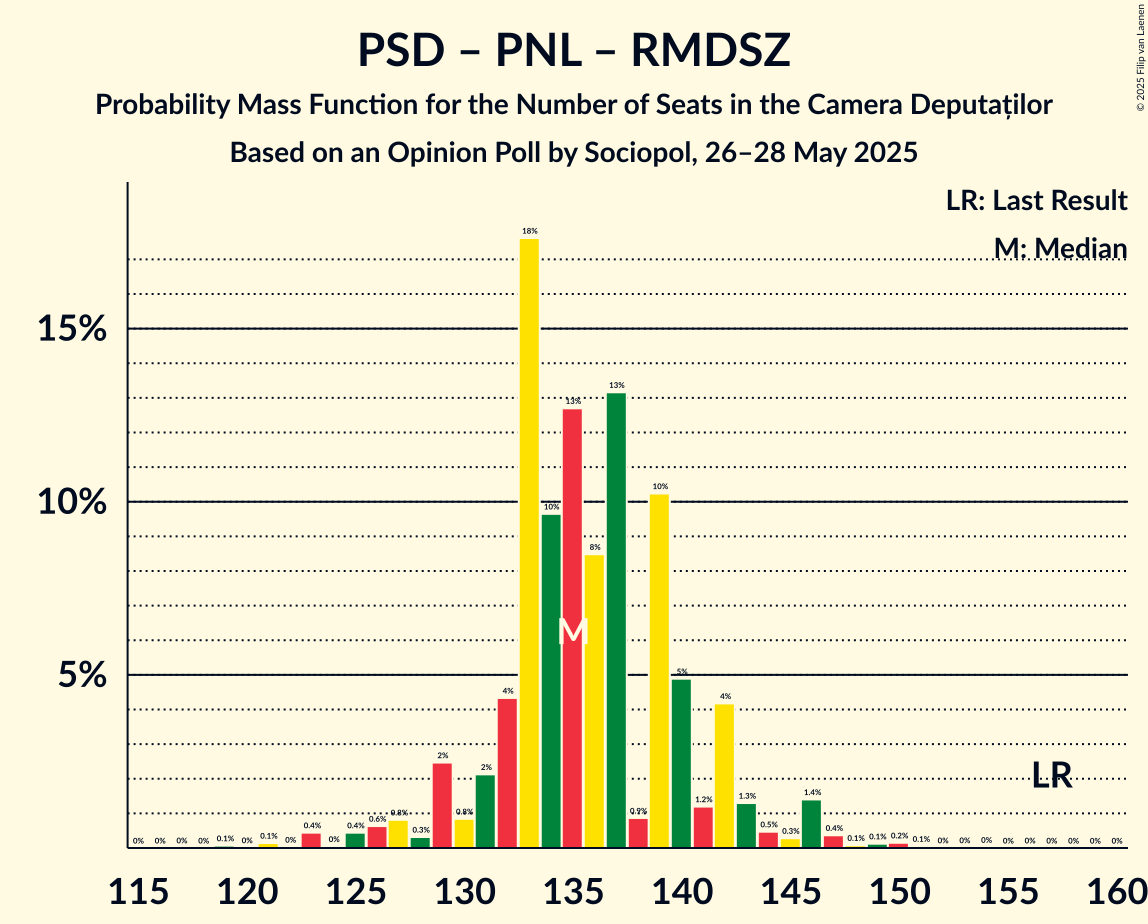 PSD – PNL – RMDSZ
Probability Mass Function for the Number of Seats in the Camera Deputaților
Based on an Opinion Poll by Sociopol, 26–28 May 2025
© 2025 Filip van Laenen
LR: Last Result
M: Median
15%
10%
5%
0% 0% 0% 0% 0.1% 0% 0.1% 0% 0.4% 0% 0.4% 0.6% 0.8% 0.3% 2% 0.8% 2% 4% 18% 10% 13% 8% 13% 0.9% 10% 5% 1.2% 4% 1.3% 0.5% 0.3% 1.4% 0.4% 0.1% 0.1% 0.2% 0.1% 0% 0% 0% 0% 0% 0% 0% 0% 0%
M
LR
115 120 125 130 135 140 145 150 155 160